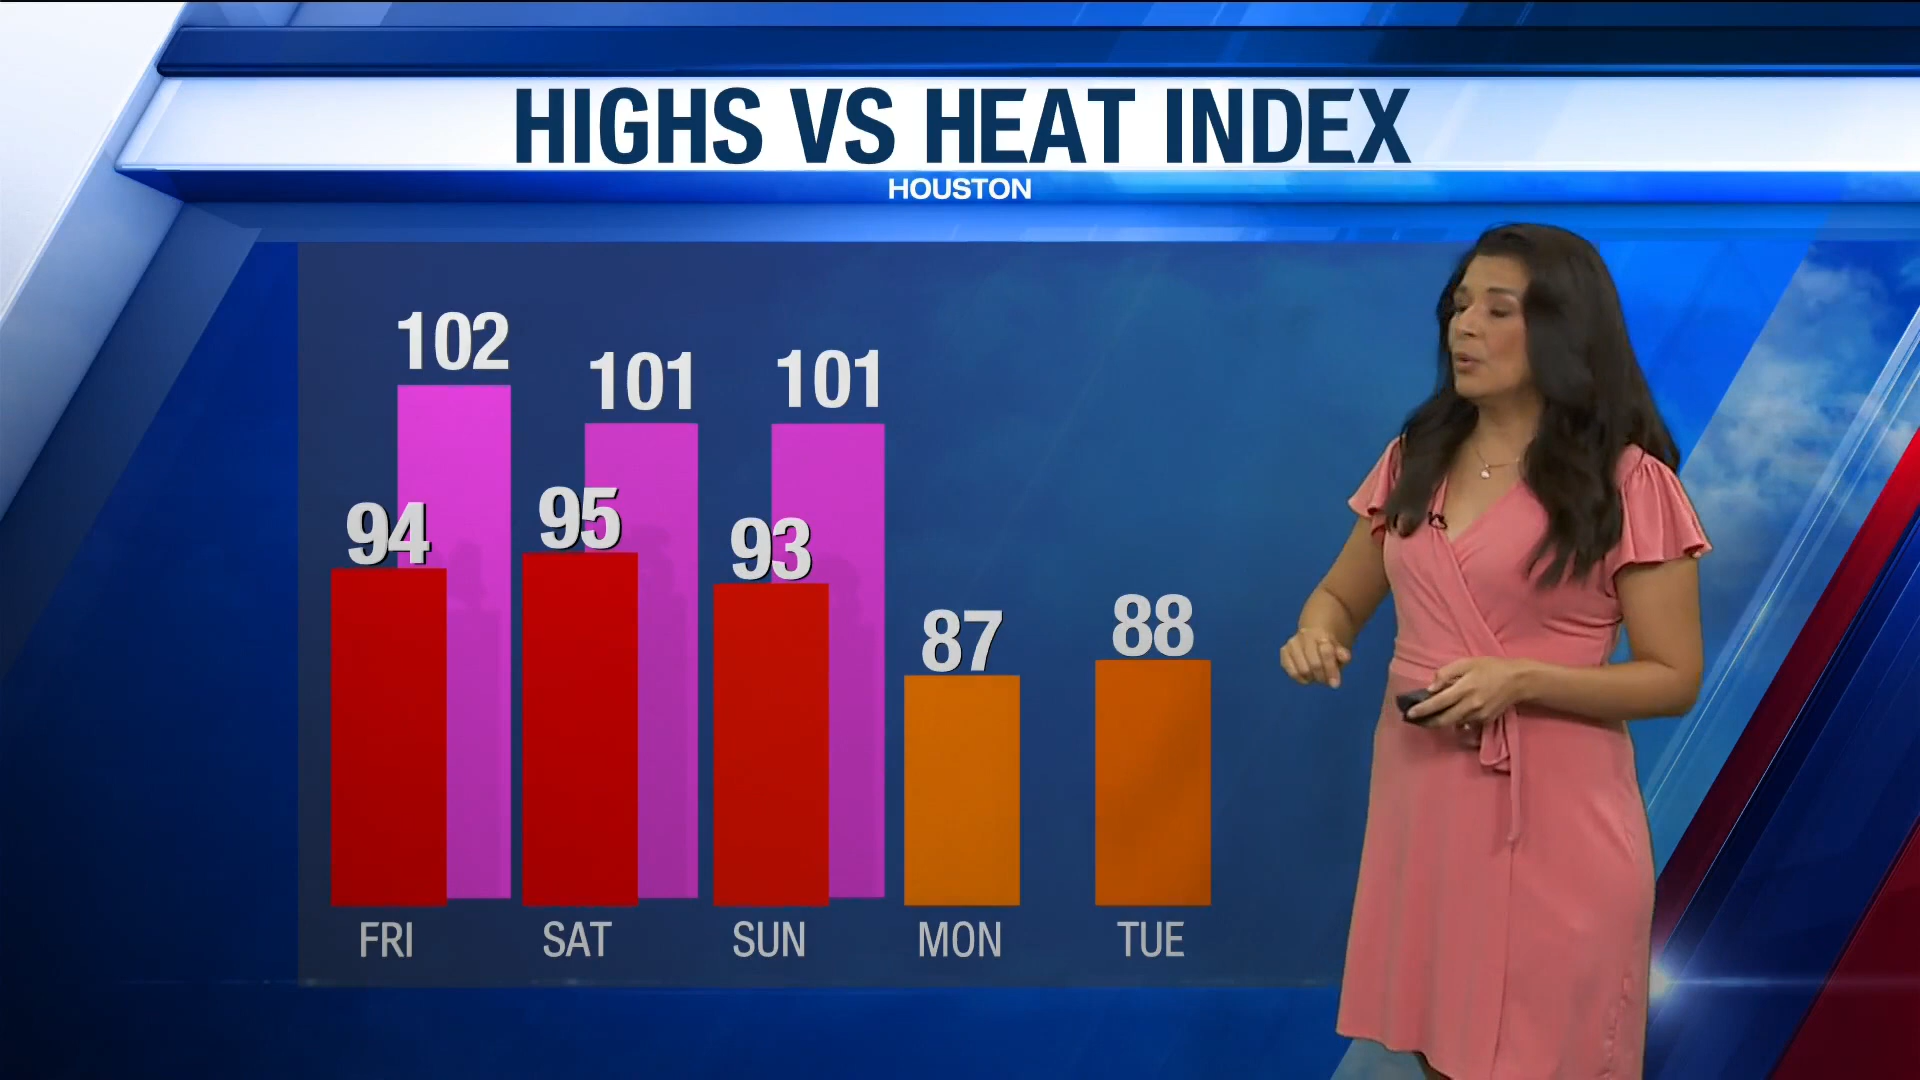 HIGHS VS HEAT INDEX
HOUSTON
102
101
101
94
95
93
87
88
FRI
SAT
SUN
MON
TUE